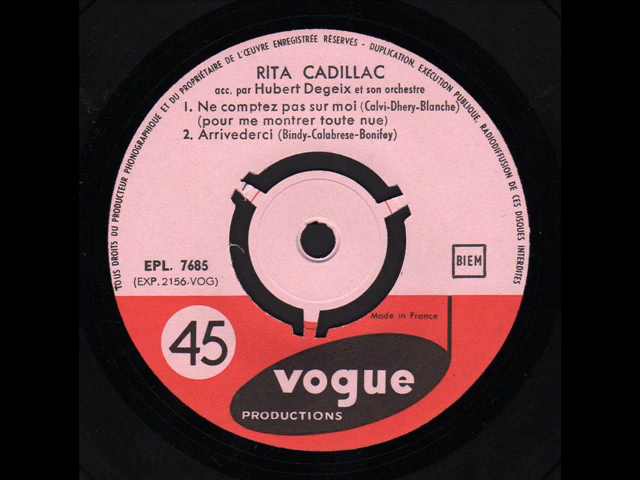 TOUS DROITS DU PRODUCTEUR PHONOGRAPHIQUE ET DU PROPRIÉTAIRE DE L'ŒUVRE ENREGISTRÉE RÉSERVÉS - DUPLICATION, EXÉCUTION PUBLIQUE, RADIODIFFUSION DE CES DISQUES INTERDITES
RITA CADILLAC
acc. par Hubert Degeix et son orchestre
1. Ne comptez pas sur moi (Calvi-Dhery-Blanche)
(pour me montrer toute nue)
2. Arrivederci (Bindy-Calabrese-Bonifay)
EPL. 7685
(EXP. 2156-VOG)
BIEM
Made in France
45
vogue
PRODUCTIONS